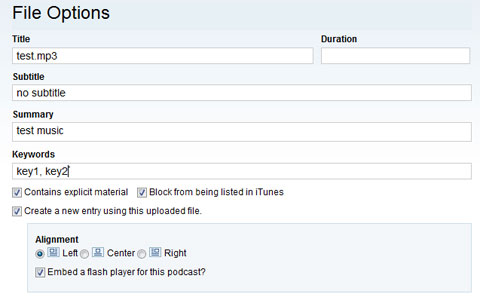 File Options
Title Duration
test.mp3
Subtitle
no subtitle
Summary
test music
Keywords
key1, key2
Contains explicit material Block from being listed in iTunes
Create a new entry using this uploaded file.
Alignment
Left Center Right
Embed a flash player for this podcast?